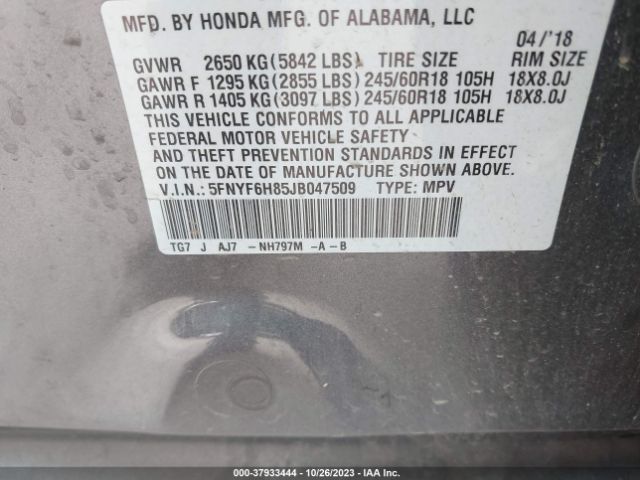 MFD. BY HONDA MFG. OF ALABAMA, LLC
04/'18
GVWR 2650 KG(5842 LBS) TIRE SIZE RIM SIZE
GAWR F 1295 KG(2855 LBS) 245/60R18 105H 18X8.0J
GAWR R 1405 KG(3097 LBS) 245/60R18 105H 18X8.0J
THIS VEHICLE CONFORMS TO ALL APPLICABLE
FEDERAL MOTOR VEHICLE SAFETY
AND THEFT PREVENTION STANDARDS IN EFFECT
ON THE DATE OF MANUFACTURE SHOWN ABOVE.
V.I.N.: 5FNYF6H85JB047509 TYPE: MPV
TG7 J AJ7 -NH797M -A-B
000-37933444 - 10/26/2023 - IAA Inc.